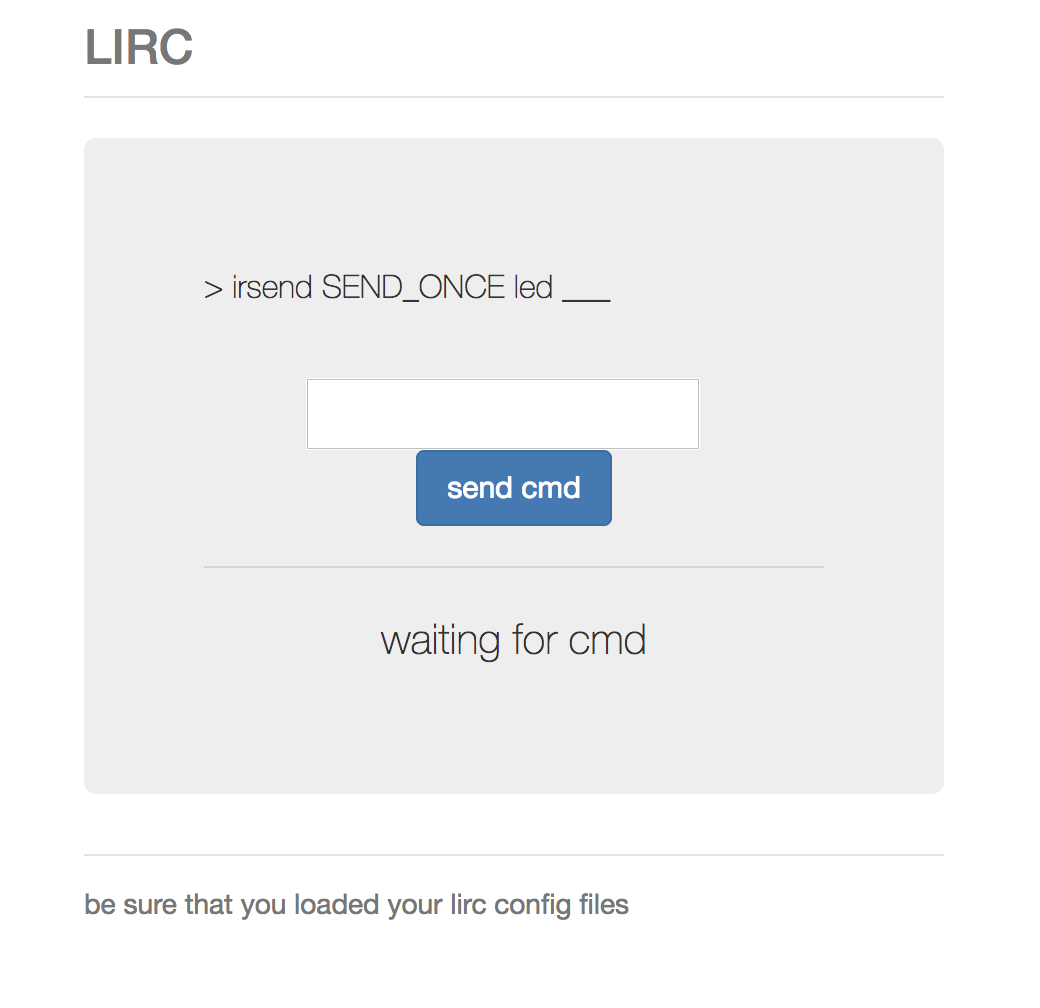 LIRC
> irsend SEND_ONCE led ___
send cmd
waiting for cmd
be sure that you loaded your lirc config files